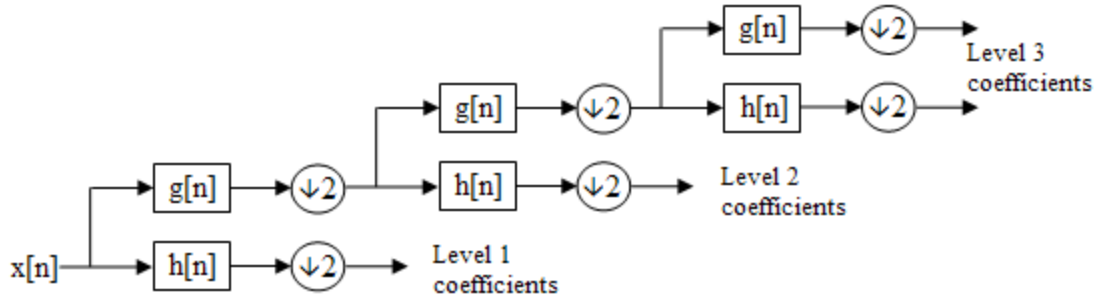 g[n]
↓2
Level 3
coefficients
g[n]
↓2
h[n]
↓2
g[n]
↓2
h[n]
↓2
Level 2
coefficients
x[n]
h[n]
↓2
Level 1
coefficients